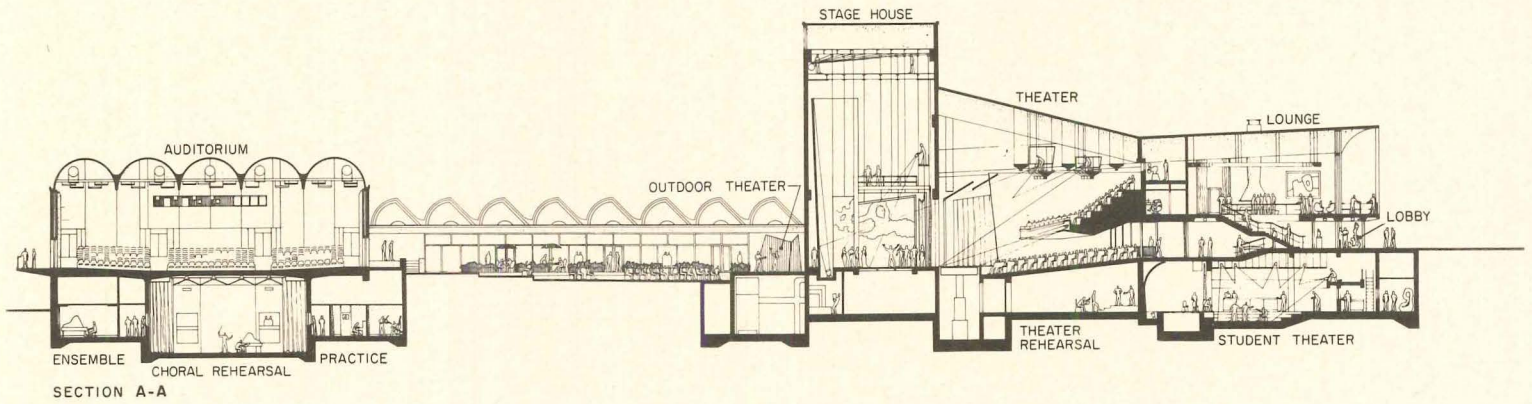 STAGE HOUSE
THEATER
LOUNGE
AUDITORIUM
OUTDOOR THEATER
LOBBY
ENSEMBLE
CHORAL REHEARSAL
PRACTICE
THEATER
REHEARSAL
STUDENT THEATER
SECTION A-A